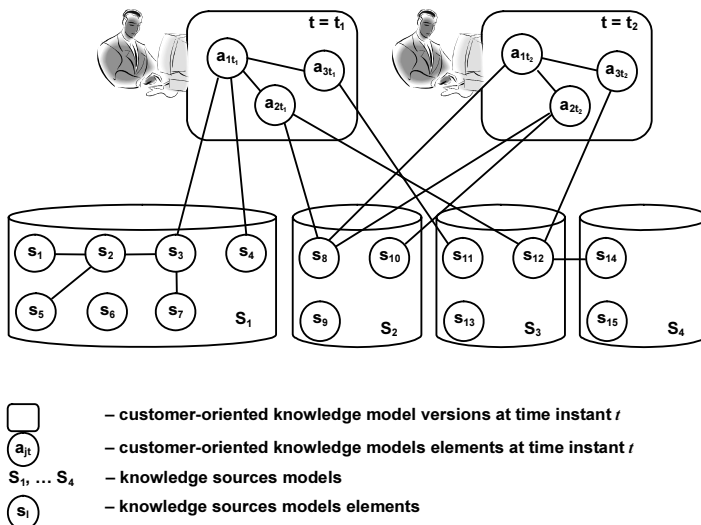 t = t1
t = t2
a1t1
a3t1
a2t1
a1t2
a3t2
a2t2
s1
s2
s3
s4
s8
s10
s11
s12
s14
s5
s6
s7
S1
s9
S2
s13
S3
s15
S4
– customer-oriented knowledge model versions at time instant t
ajt – customer-oriented knowledge models elements at time instant t
S1, … S4 – knowledge sources models
sl – knowledge sources models elements